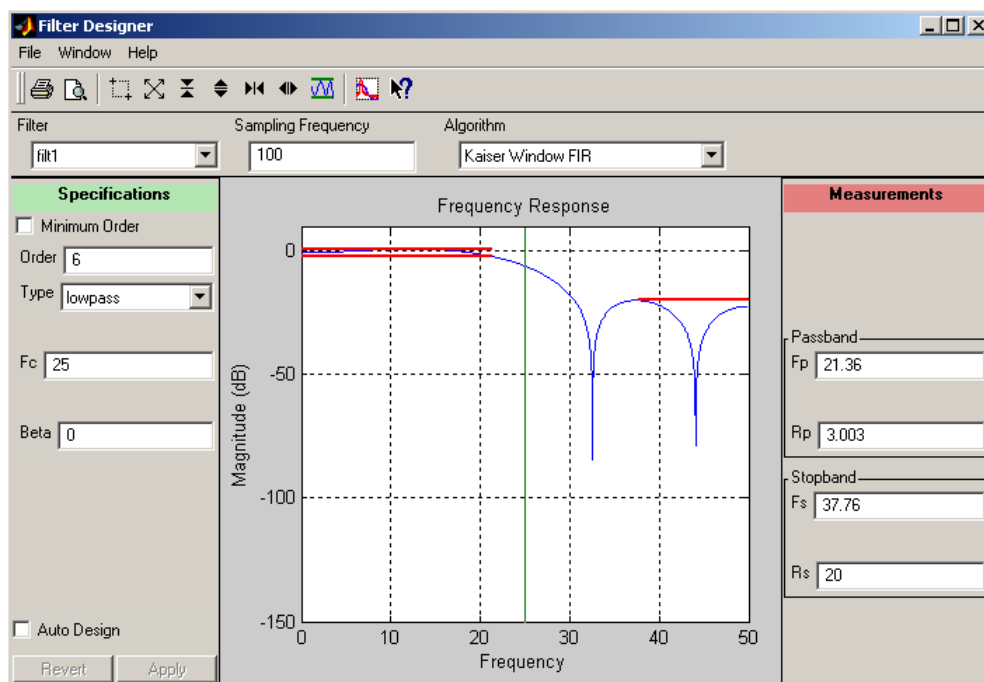 Filter Designer
File Window Help
Filter
Sampling Frequency
Algorithm
filt1
100
Kaiser Window FIR
Specifications
Minimum Order
Order 6
Type lowpass
Fc 25
Beta 0
Auto Design
Revert Apply
Frequency Response
Magnitude (dB)
0
-50
-100
-150
0 10 20 30 40 50
Frequency
Measurements
Passband
Fp 21.36
Rp 3.003
Stopband
Fs 37.76
Rs 20